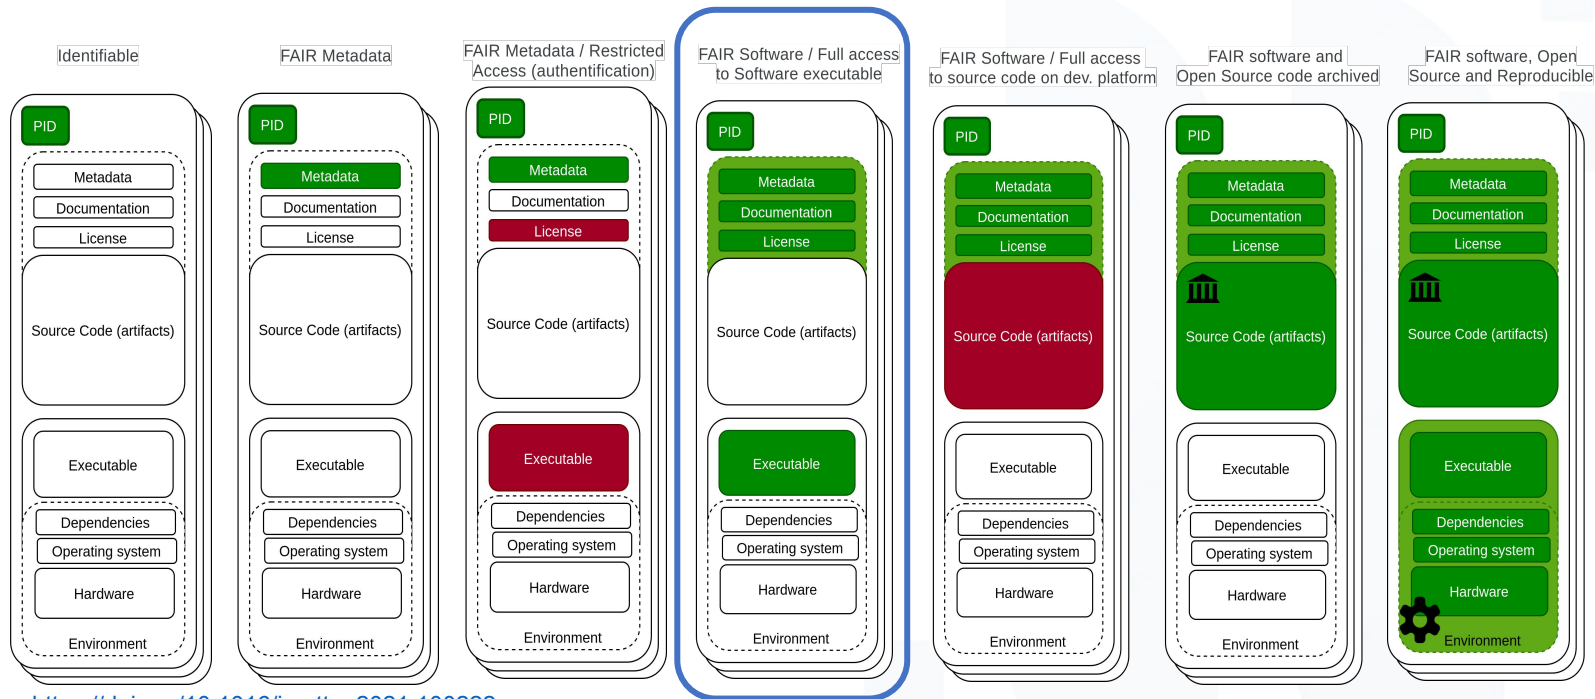 Identifiable
PID
Metadata
Documentation
License
Source Code (artifacts)
Executable
Dependencies
Operating system
Hardware
Environment
FAIR Metadata
PID
Metadata
Documentation
License
Source Code (artifacts)
Executable
Dependencies
Operating system
Hardware
Environment
FAIR Metadata / Restricted
Access (authentification)
PID
Metadata
Documentation
License
Source Code (artifacts)
Executable
Dependencies
Operating system
Hardware
Environment
FAIR Software / Full access
to Software executable
PID
Metadata
Documentation
License
Source Code (artifacts)
Executable
Dependencies
Operating system
Hardware
Environment
FAIR Software / Full access
to source code on dev. platform
PID
Metadata
Documentation
License
Source Code (artifacts)
Executable
Dependencies
Operating system
Hardware
Environment
FAIR software and
Open Source code archived
PID
Metadata
Documentation
License
Source Code (artifacts)
Executable
Dependencies
Operating system
Hardware
Environment
FAIR software, Open
Source and Reproducible
PID
Metadata
Documentation
License
Source Code (artifacts)
Executable
Dependencies
Operating system
Hardware
Environment